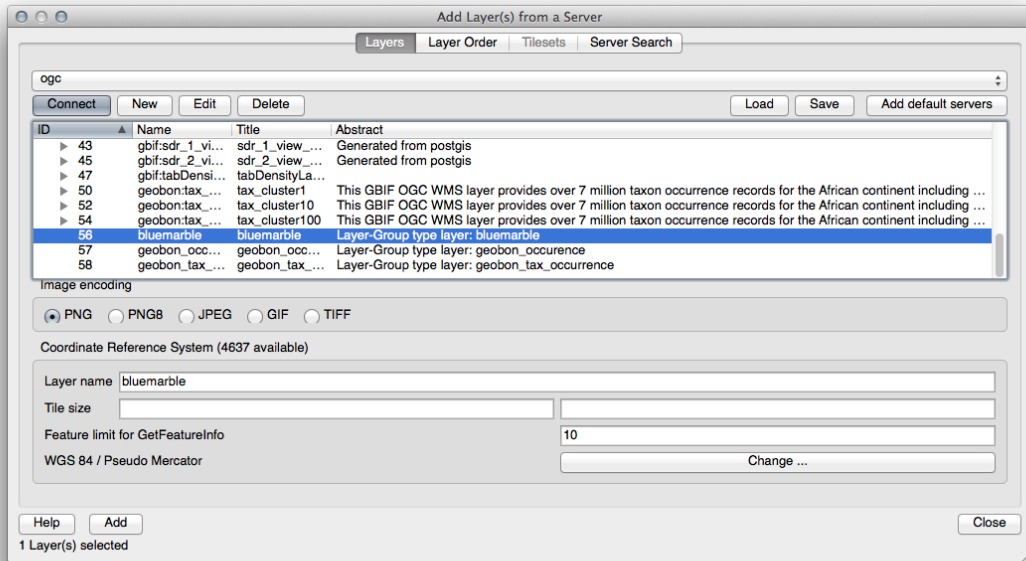 Add Layer(s) from a Server
Layers Layer Order Tilesets Server Search
ogc
Connect New Edit Delete Load Save Add default servers
ID Name Title Abstract
43 gbif:sdr_1_vi... sdr_1_view_... Generated from postgis
45 gbif:sdr_2_vi... sdr_2_view_... Generated from postgis
47 gbif:tabDensi... tabDensityLa...
50 geobon:tax_... tax_cluster1 This GBIF OGC WMS layer provides over 7 million taxon occurrence records for the African continent including ...
52 geobon:tax_... tax_cluster10 This GBIF OGC WMS layer provides over 7 million taxon occurrence records for the African continent including ...
54 geobon:tax_... tax_cluster100 This GBIF OGC WMS layer provides over 7 million taxon occurrence records for the African continent including ...
56 bluemarble bluemarble Layer-Group type layer: bluemarble
57 geobon_occ... geobon_occ... Layer-Group type layer: geobon_occurence
58 geobon_tax_... geobon_tax_... Layer-Group type layer: geobon_tax_occurrence
Image encoding
PNG PNG8 JPEG GIF TIFF
Coordinate Reference System (4637 available)
Layer name bluemarble
Tile size
Feature limit for GetFeatureInfo 10
WGS 84 / Pseudo Mercator Change ...
Help Add Close
1 Layer(s) selected